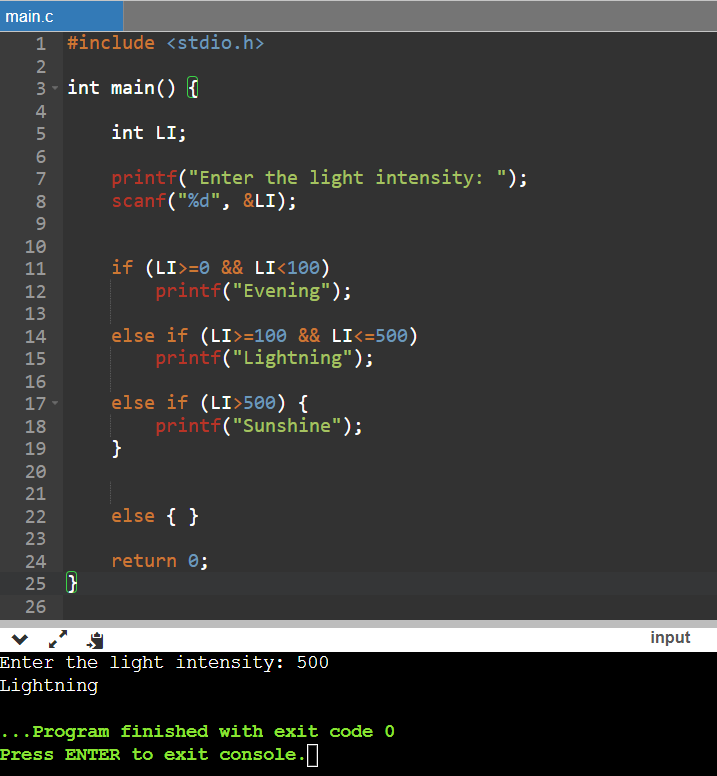 main.c
1 #include <stdio.h>
2
3 int main() {
4
5     int LI;
6
7     printf("Enter the light intensity: ");
8     scanf("%d", &LI);
9
10
11     if (LI>=0 && LI<100)
12         printf("Evening");
13
14     else if (LI>=100 && LI<=500)
15         printf("Lightning");
16
17     else if (LI>500) {
18         printf("Sunshine");
19     }
20
21
22     else { }
23
24     return 0;
25 }
26
input
Enter the light intensity: 500
Lightning
...Program finished with exit code 0
Press ENTER to exit console.